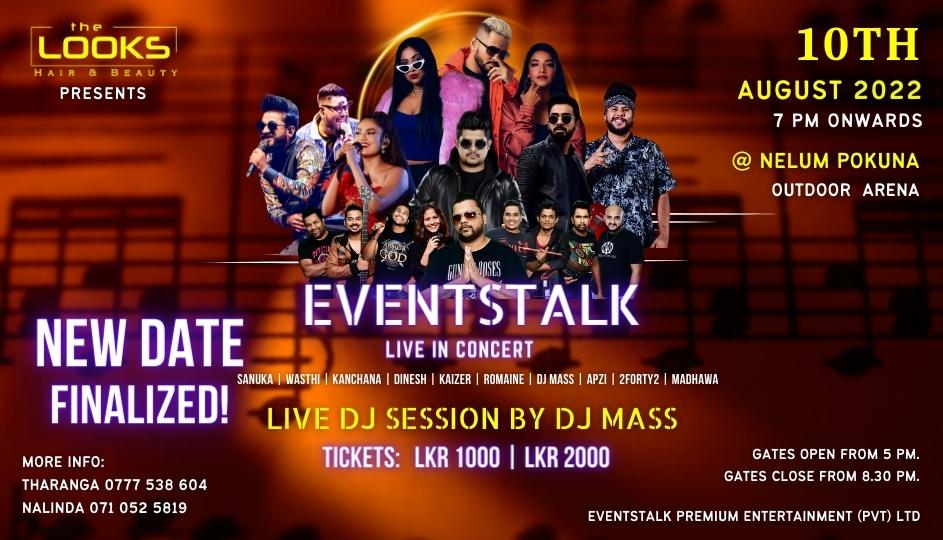 the
LOOKS
HAIR & BEAUTY
PRESENTS
10TH
AUGUST 2022
7 PM ONWARDS
@ NELUM POKUNA
OUTDOOR ARENA
GUNS ROSES
EVENTSTALK
LIVE IN CONCERT
SANUKA | WASTHI | KANCHANA | DINESH | KAIZER | ROMAINE | DJ MASS | APZI | 2FORTY2 | MADHAWA
NEW DATE
FINALIZED!
LIVE DJ SESSION BY DJ MASS
TICKETS: LKR 1000 | LKR 2000
MORE INFO:
THARANGA 0777 538 604
NALINDA 071 052 5819
GATES OPEN FROM 5 PM.
GATES CLOSE FROM 8.30 PM.
EVENTSTALK PREMIUM ENTERTAINMENT (PVT) LTD